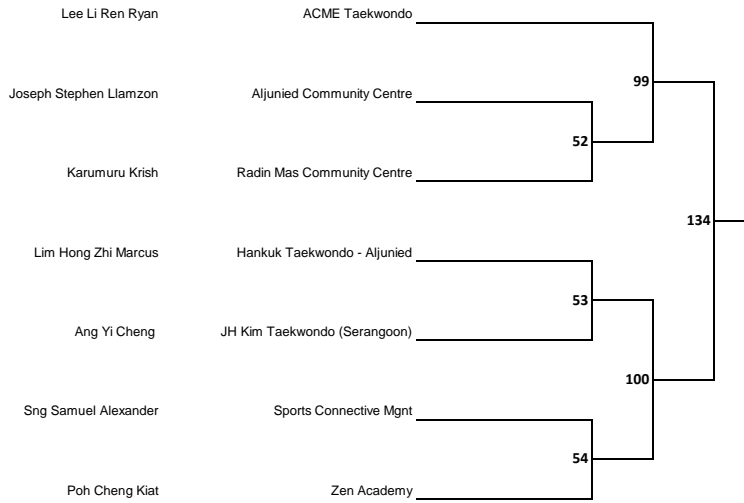 Lee Li Ren Ryan ACME Taekwondo
99
Joseph Stephen Llamzon Aljunied Community Centre
52
Karumuru Krish Radin Mas Community Centre
134
Lim Hong Zhi Marcus Hankuk Taekwondo - Aljunied
53
Ang Yi Cheng JH Kim Taekwondo (Serangoon)
100
Sng Samuel Alexander Sports Connective Mgnt
54
Poh Cheng Kiat Zen Academy